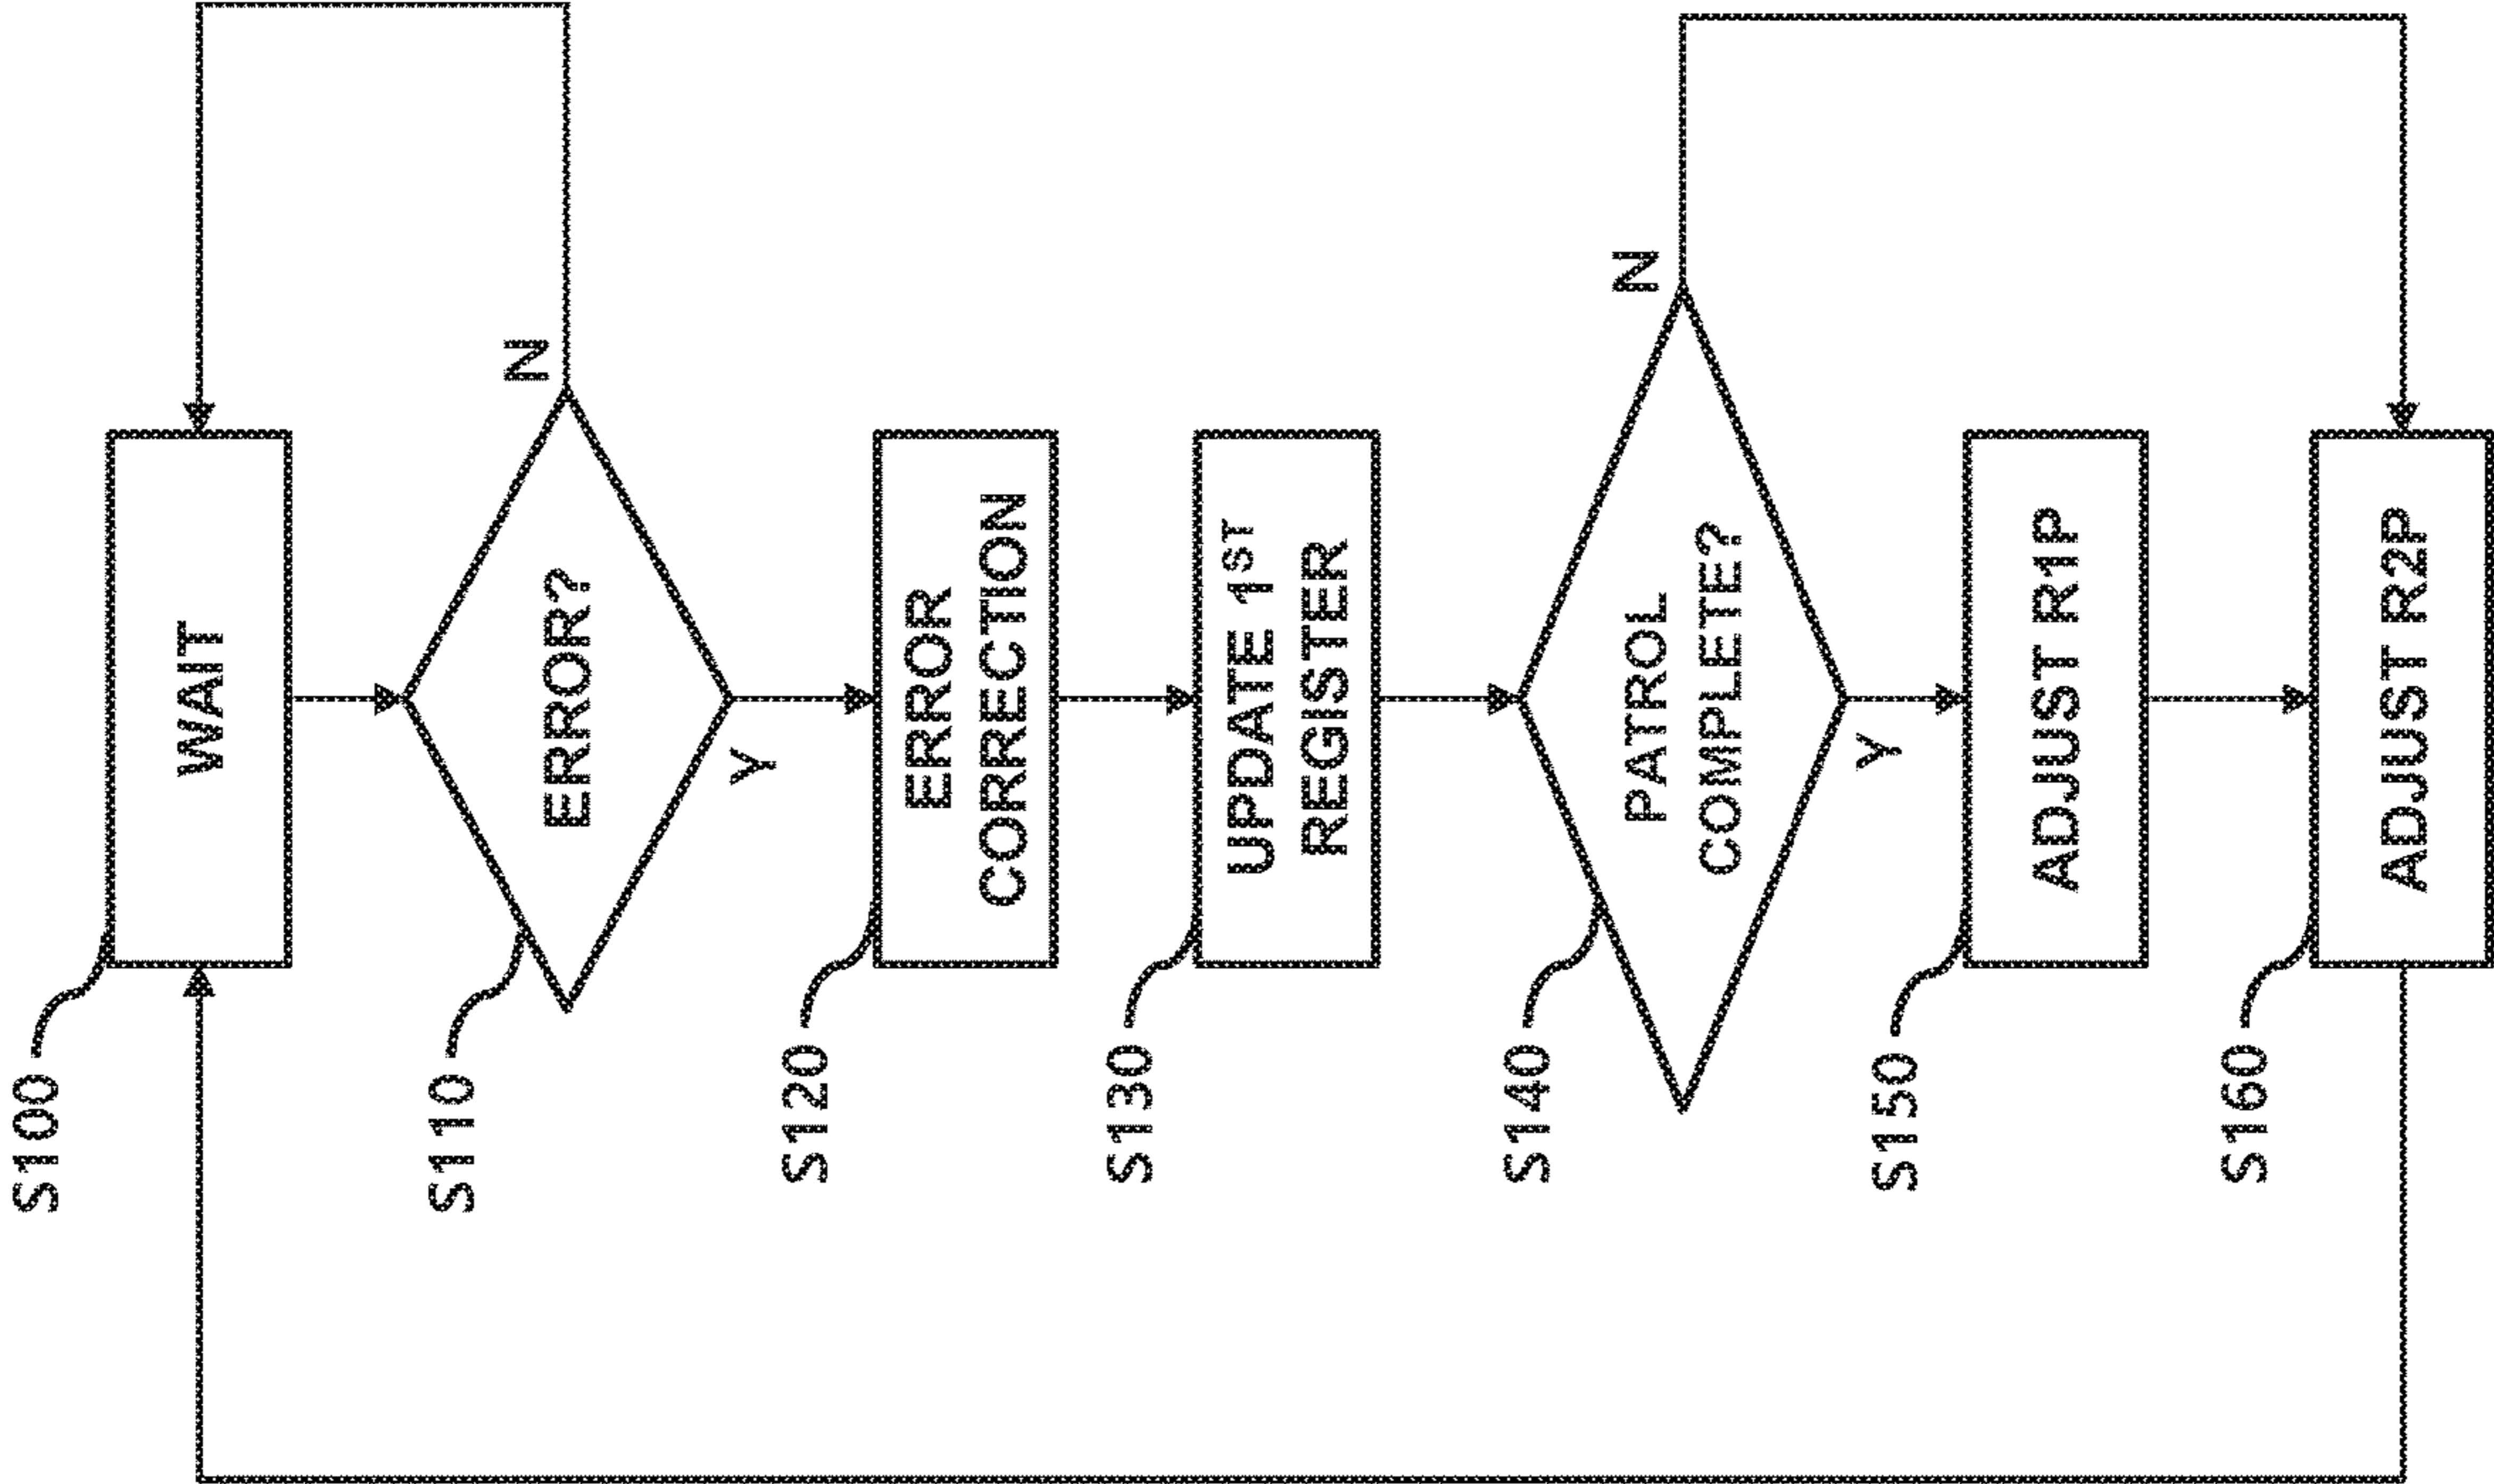 S100
WAIT
S110
ERROR?
N
Y
S120
ERROR
CORRECTION
S130
UPDATE 1ST
REGISTER
S140
PATROL
COMPLETE?
N
Y
S150
ADJUST R1P
S160
ADJUST R2P